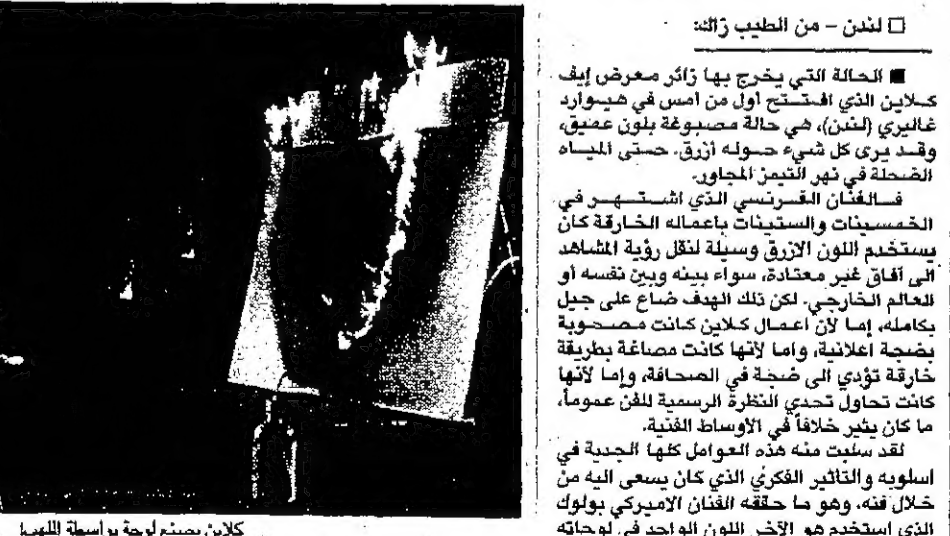 □ لندن - من الطيب زاك:
■ الحالة التي يخرج بها زائر معرض إيف
كلاين الذي افتتح أول من أمس في هيوارد
غاليري (لندن)، هي حالة مصبوغة بلون عميق،
وقد يرى كل شيء حوله أزرق. حتى المياه
الضحلة في نهر التيمز المجاور.
فالفنان الفرنسي الذي اشتهر في
الخمسينات والستينات بأعماله الخارقة كان
يستخدم اللون الازرق وسيلة لنقل رؤية المشاهد
الى آفاق غير معتادة، سواء بينه وبين نفسه أو
العالم الخارجي. لكن تلك الهدف ضاع على جيل
بكامله، إما لأن اعمال كلاين كانت مصحوبة
بضجة اعلانية، واما لأنها كانت مصاغة بطريقة
خارقة تؤدي الى ضجة في الصحافة، وإما لأنها
كانت تحاول تحدي النظرة الرسمية للفن عموماً،
ما كان يثير خلافاً في الأوساط الفنية.
لقد سلبت منه هذه العوامل كلها الجدية في
اسلوبه والتاثير الفكري الذي كان يسعى اليه من
خلال فنه، وهو ما حققه الفنان الاميركي بولوك
الذي استخدم هو الآخر اللون الواحد في لوحاته
كلاين يصنع لوحة بواسطة اللهب